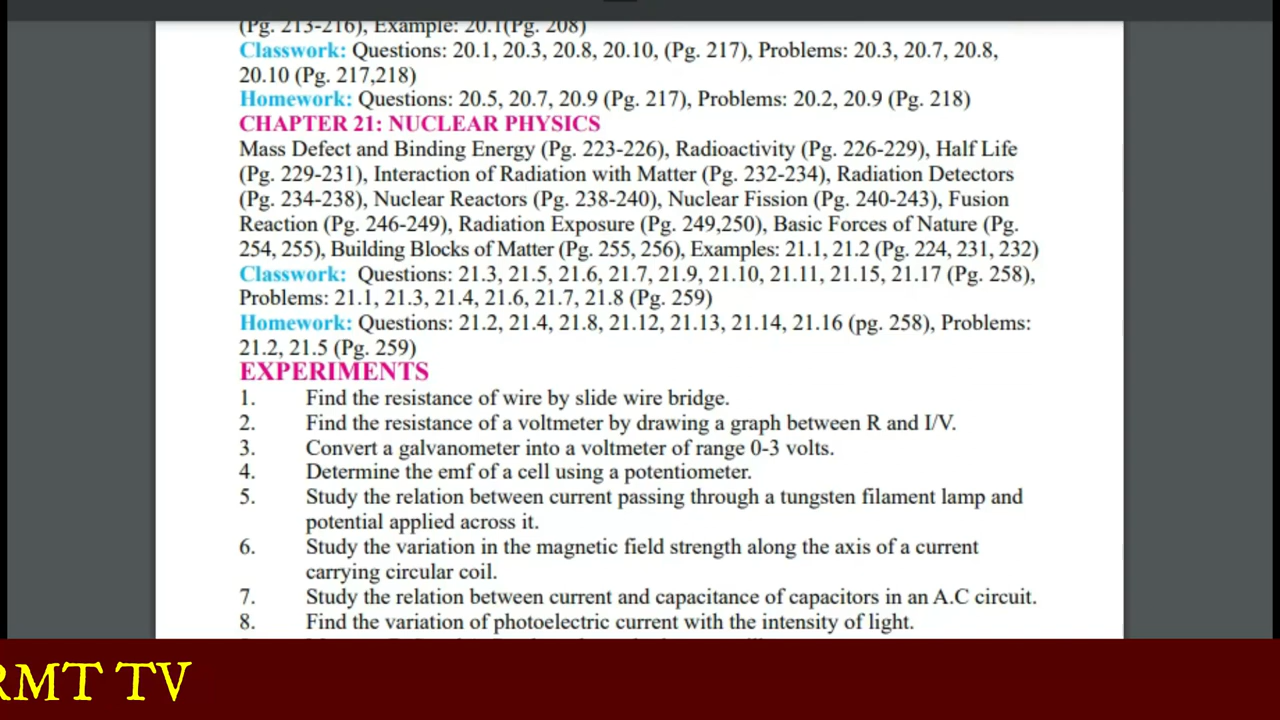 (Pg. 213-216), Example: 20.1(Pg. 208)
Classwork: Questions: 20.1, 20.3, 20.8, 20.10, (Pg. 217), Problems: 20.3, 20.7, 20.8,
20.10 (Pg. 217,218)
Homework: Questions: 20.5, 20.7, 20.9 (Pg. 217), Problems: 20.2, 20.9 (Pg. 218)
CHAPTER 21: NUCLEAR PHYSICS
Mass Defect and Binding Energy (Pg. 223-226), Radioactivity (Pg. 226-229), Half Life
(Pg. 229-231), Interaction of Radiation with Matter (Pg. 232-234), Radiation Detectors
(Pg. 234-238), Nuclear Reactors (Pg. 238-240), Nuclear Fission (Pg. 240-243), Fusion
Reaction (Pg. 246-249), Radiation Exposure (Pg. 249,250), Basic Forces of Nature (Pg.
254, 255), Building Blocks of Matter (Pg. 255, 256), Examples: 21.1, 21.2 (Pg. 224, 231, 232)
Classwork: Questions: 21.3, 21.5, 21.6, 21.7, 21.9, 21.10, 21.11, 21.15, 21.17 (Pg. 258),
Problems: 21.1, 21.3, 21.4, 21.6, 21.7, 21.8 (Pg. 259)
Homework: Questions: 21.2, 21.4, 21.8, 21.12, 21.13, 21.14, 21.16 (pg. 258), Problems:
21.2, 21.5 (Pg. 259)
EXPERIMENTS
1. Find the resistance of wire by slide wire bridge.
2. Find the resistance of a voltmeter by drawing a graph between R and I/V.
3. Convert a galvanometer into a voltmeter of range 0-3 volts.
4. Determine the emf of a cell using a potentiometer.
5. Study the relation between current passing through a tungsten filament lamp and
potential applied across it.
6. Study the variation in the magnetic field strength along the axis of a current
carrying circular coil.
7. Study the relation between current and capacitance of capacitors in an A.C circuit.
8. Find the variation of photoelectric current with the intensity of light.
RMT TV